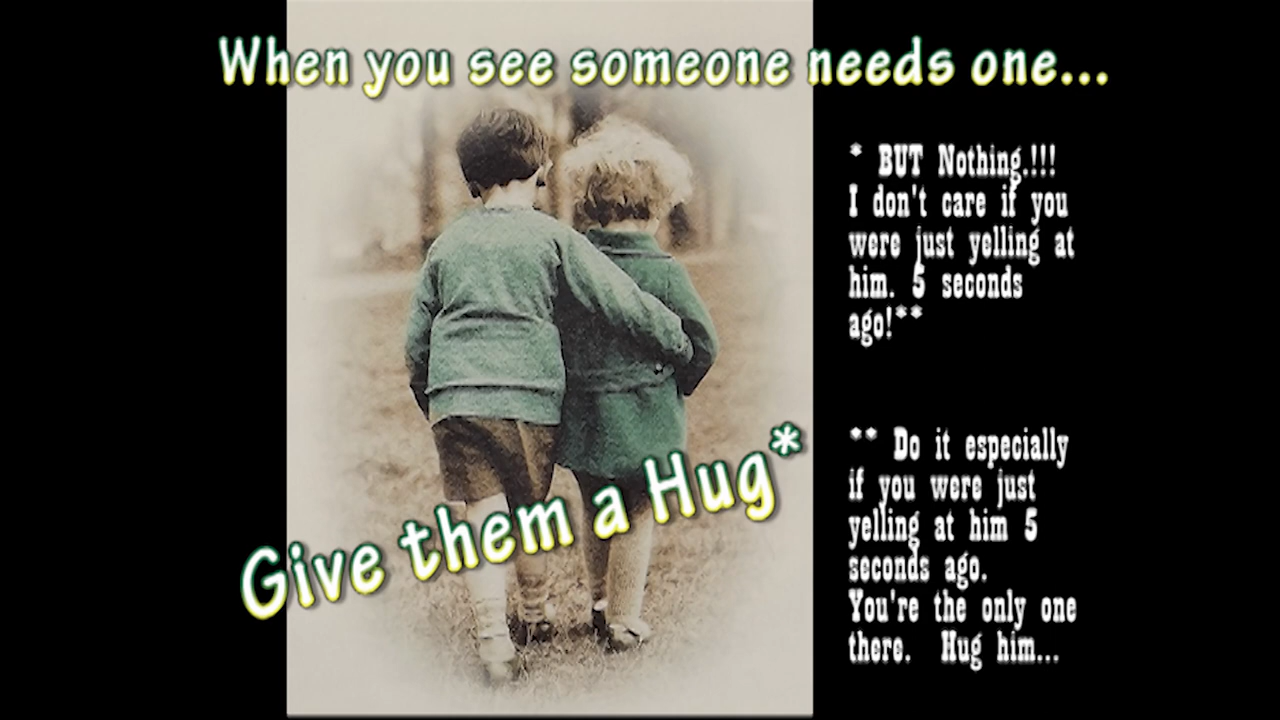 When you see someone needs one...
* BUT Nothing.!!!
I don't care if you
were just yelling at
him. 5 seconds
ago!**
Give them a Hug*
** Do it especially
if you were just
yelling at him 5
seconds ago.
You're the only one
there. Hug him...